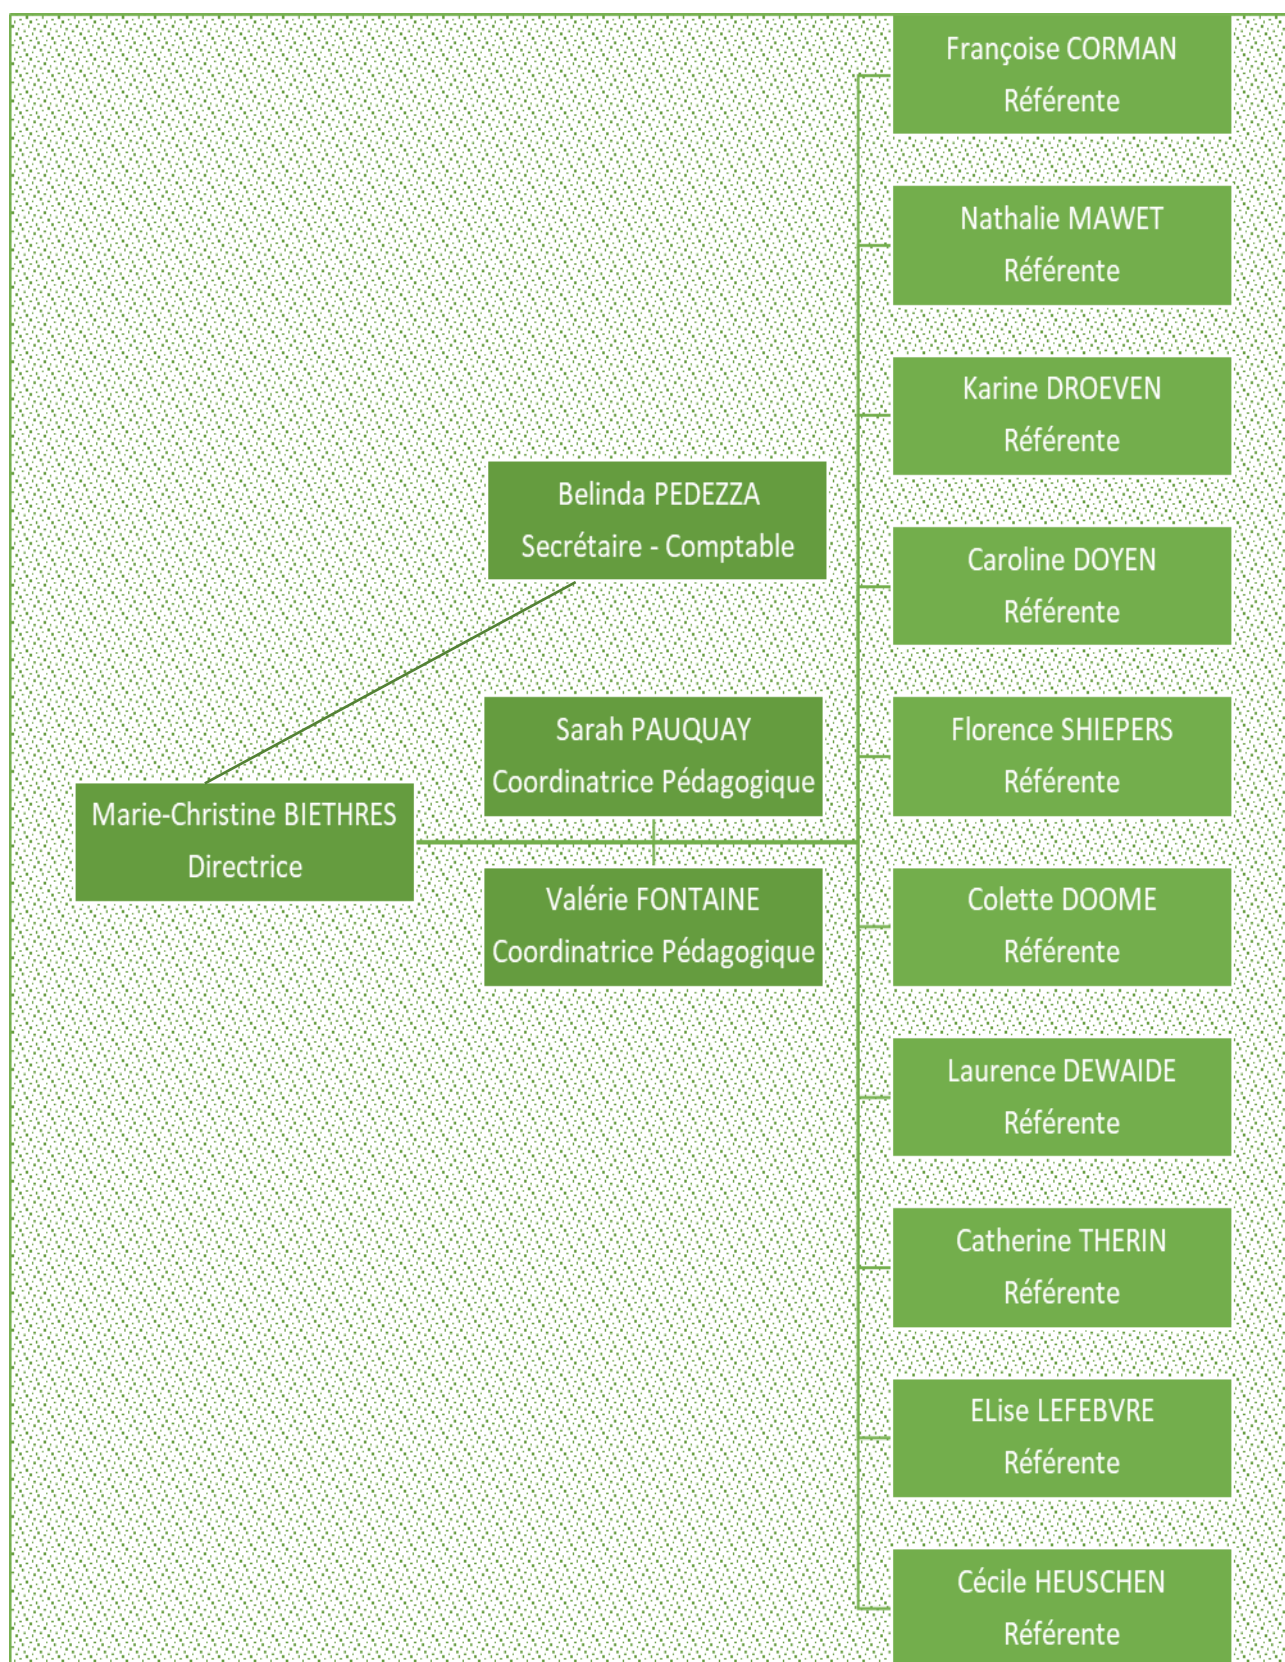 Françoise CORMAN
Référente
Nathalie MAWET
Référente
Karine DROEVEN
Référente
Belinda PEDEZZA
Secrétaire - Comptable
Caroline DOYEN
Référente
Sarah PAUQUAY
Coordinatrice Pédagogique
Florence SHIEPERS
Référente
Marie-Christine BIETHRES
Directrice
Valérie FONTAINE
Coordinatrice Pédagogique
Colette DOOME
Référente
Laurence DEWAIDE
Référente
Catherine THERIN
Référente
ELise LEFEBVRE
Référente
Cécile HEUSCHEN
Référente